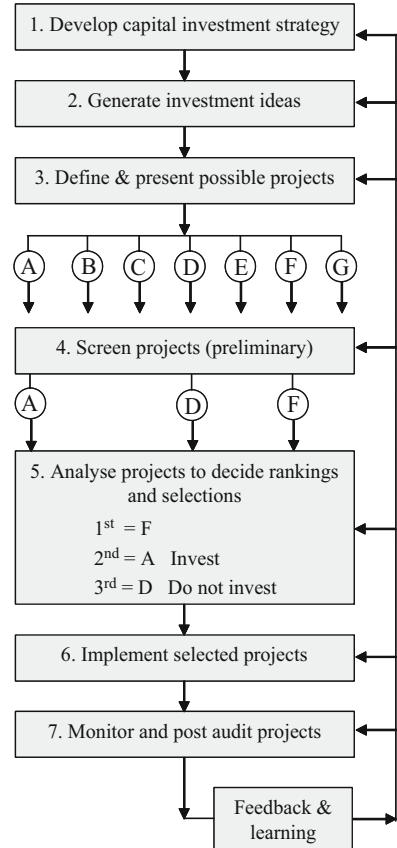 1. Develop capital investment strategy
2. Generate investment ideas
3. Define & present possible projects
A B C D E F G
4. Screen projects (preliminary)
A D F
5. Analyse projects to decide rankings
and selections
1st = F
2nd = A Invest
3rd = D Do not invest
6. Implement selected projects
7. Monitor and post audit projects
Feedback &
learning